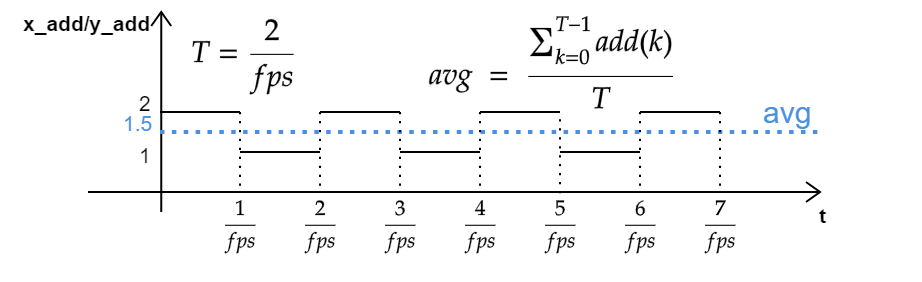 x_add/y_add
T = 2/fps
avg = ∑_{k=0}^{T−1} add(k) / T
2
1.5
avg
1
1/fps 2/fps 3/fps 4/fps 5/fps 6/fps 7/fps
t